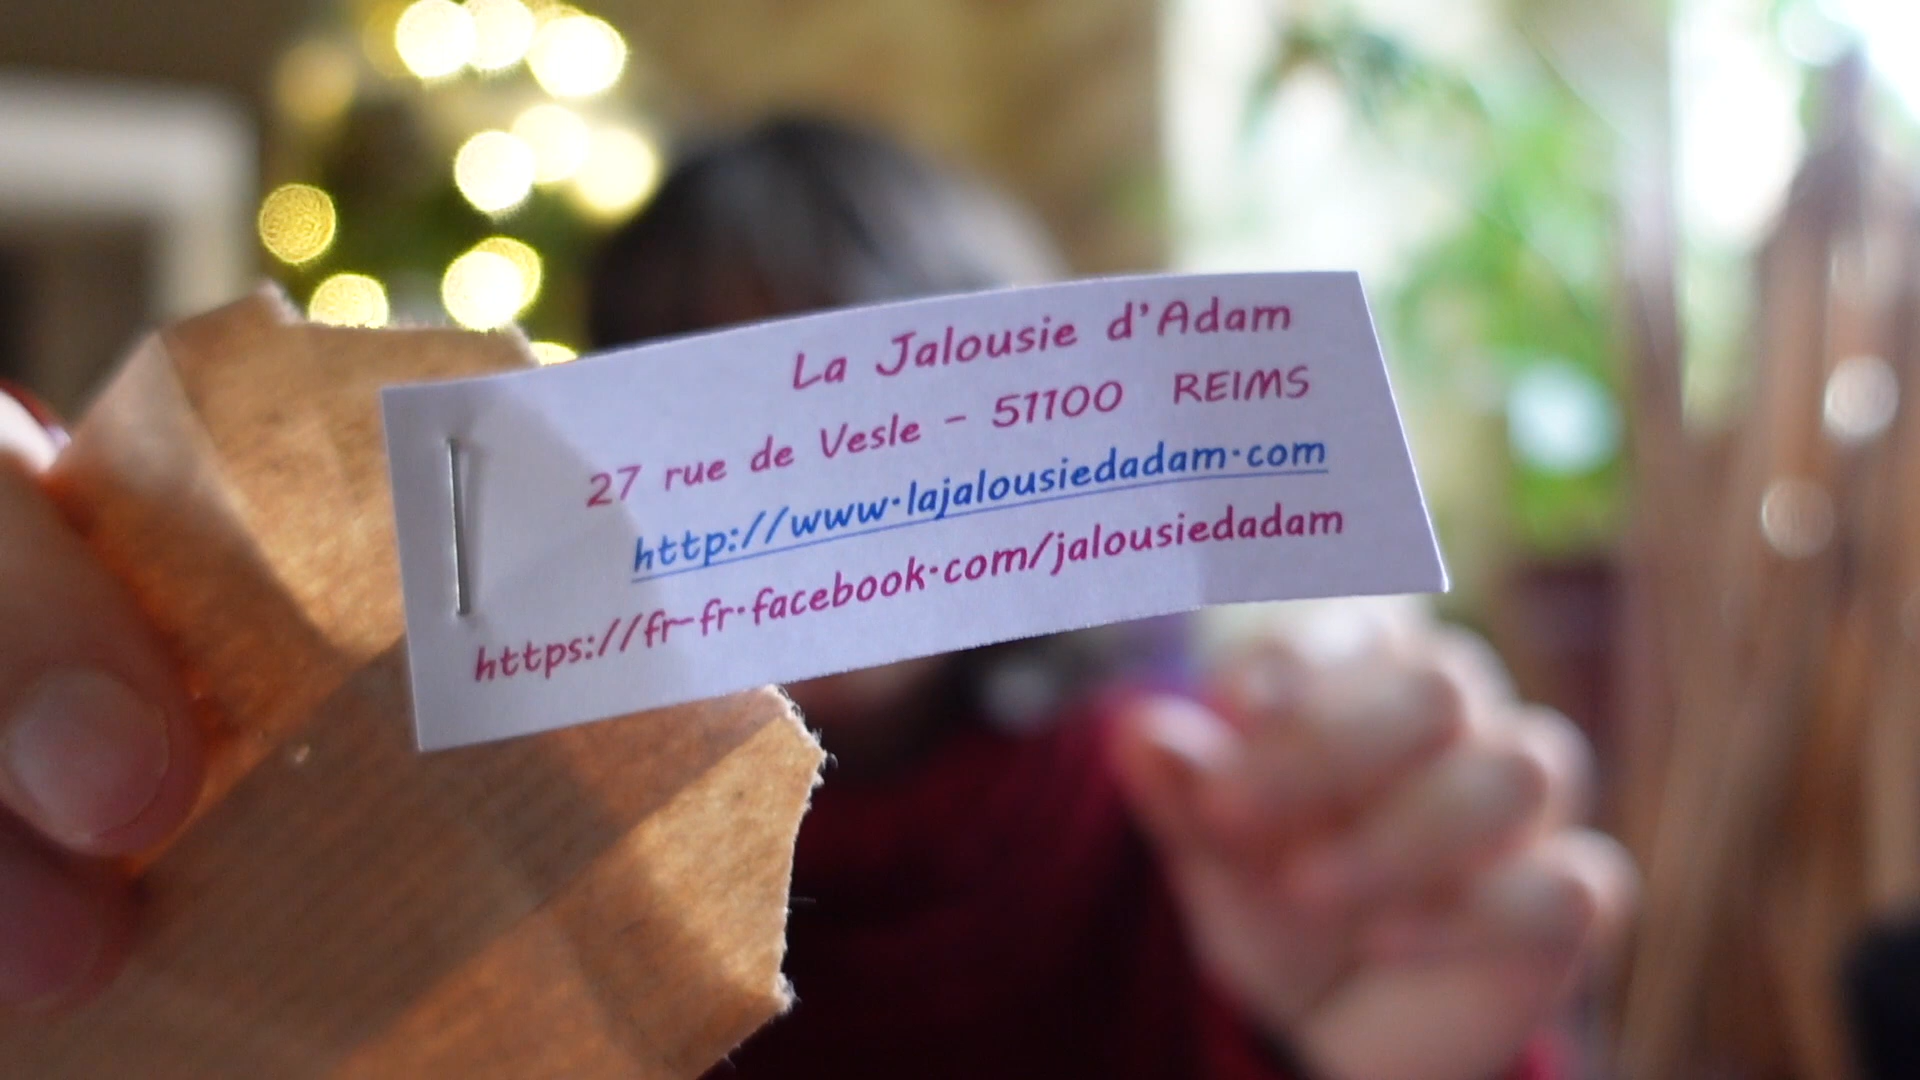 La Jalousie d'Adam
27 rue de Vesle - 51100 REIMS
http://www.lajalousiedadam.com
https://fr-fr.facebook.com/jalousiedadam